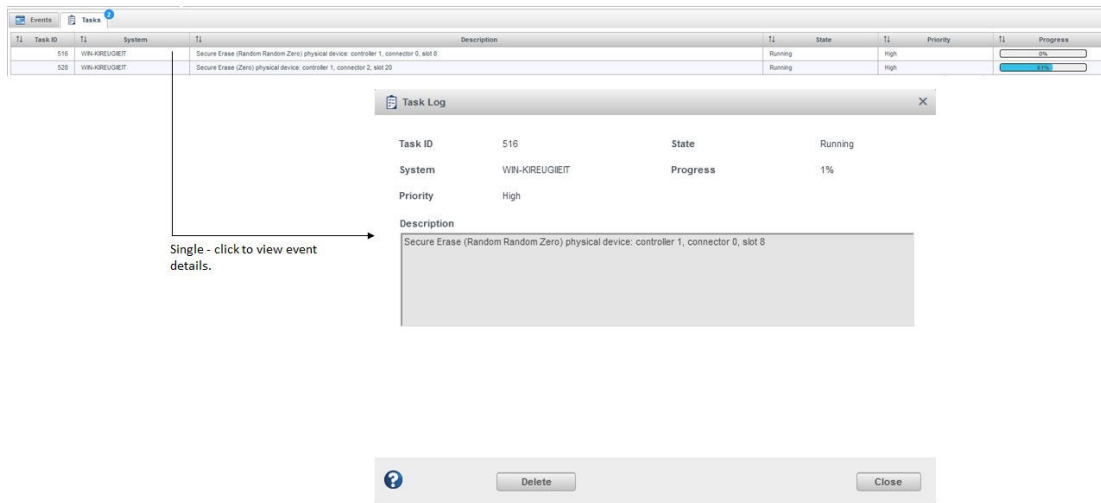 Events Tasks 2
Task ID System Description State Priority Progress
516 WIN-KIREUGIIEIT Secure Erase (Random Random Zero) physical device: controller 1, connector 0, slot 8 Running High 0%
528 WIN-KIREUGIIEIT Secure Erase (Zero) physical device: controller 1, connector 2, slot 20 Running High 61%
Task Log
Task ID 516 State Running
System WIN-KIREUGIIEIT Progress 1%
Priority High
Description
Secure Erase (Random Random Zero) physical device: controller 1, connector 0, slot 8
Single - click to view event
details.
? Delete Close